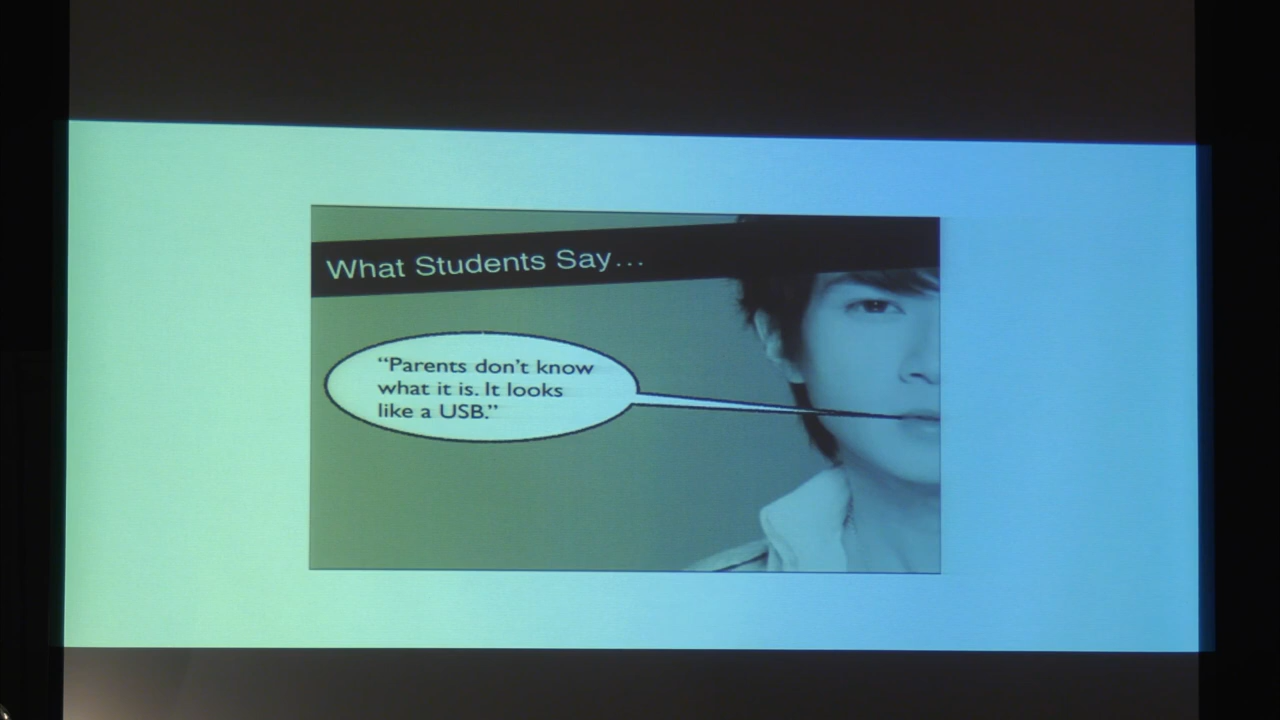 What Students Say…
“Parents don’t know
what it is. It looks
like a USB.”